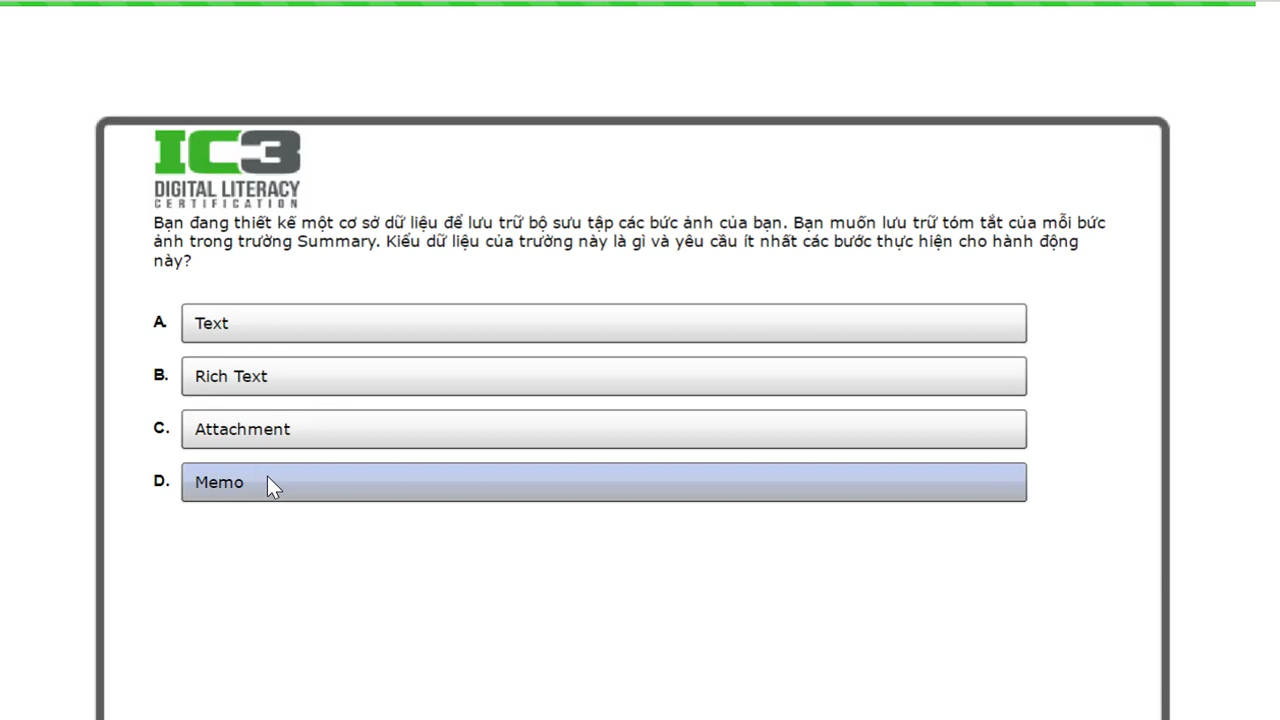 IC3
DIGITAL LITERACY
CERTIFICATION
Bạn đang thiết kế một cơ sở dữ liệu để lưu trữ bộ sưu tập các bức ảnh của bạn. Bạn muốn lưu trữ tóm tắt của mỗi bức
ảnh trong trường Summary. Kiểu dữ liệu của trường này là gì và yêu cầu ít nhất các bước thực hiện cho hành động
này?
A. Text
B. Rich Text
C. Attachment
D. Memo